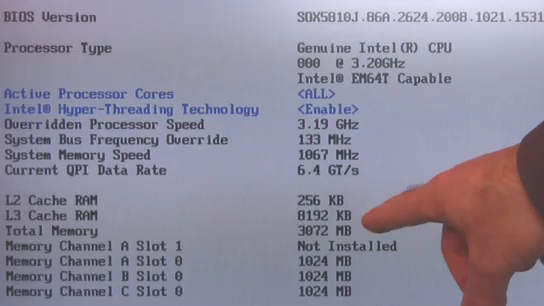 BIOS Version SOX5810J.86A.2624.2008.1021.1531
Processor Type Genuine Intel(R) CPU
000 @ 3.20GHz
Intel® EM64T Capable
Active Processor Cores <ALL>
Intel® Hyper-Threading Technology <Enable>
Overridden Processor Speed 3.19 GHz
System Bus Frequency Override 133 MHz
System Memory Speed 1067 MHz
Current QPI Data Rate 6.4 GT/s
L2 Cache RAM 256 KB
L3 Cache RAM 8192 KB
Total Memory 3072 MB
Memory Channel A Slot 1 Not Installed
Memory Channel A Slot 0 1024 MB
Memory Channel B Slot 0 1024 MB
Memory Channel C Slot 0 1024 MB